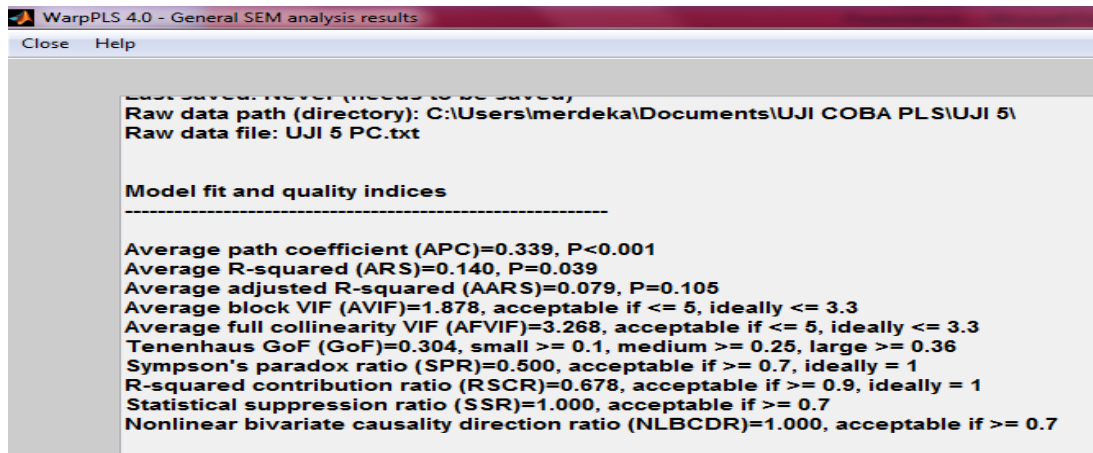 WarpPLS 4.0 - General SEM analysis results
Close Help
Last saved: Never (needs to be saved)
Raw data path (directory): C:\Users\merdeka\Documents\UJI COBA PLS\UJI 5\
Raw data file: UJI 5 PC.txt
Model fit and quality indices
-----------------------------------------------------------
Average path coefficient (APC)=0.339, P<0.001
Average R-squared (ARS)=0.140, P=0.039
Average adjusted R-squared (AARS)=0.079, P=0.105
Average block VIF (AVIF)=1.878, acceptable if <= 5, ideally <= 3.3
Average full collinearity VIF (AFVIF)=3.268, acceptable if <= 5, ideally <= 3.3
Tenenhaus GoF (GoF)=0.304, small >= 0.1, medium >= 0.25, large >= 0.36
Sympson's paradox ratio (SPR)=0.500, acceptable if >= 0.7, ideally = 1
R-squared contribution ratio (RSCR)=0.678, acceptable if >= 0.9, ideally = 1
Statistical suppression ratio (SSR)=1.000, acceptable if >= 0.7
Nonlinear bivariate causality direction ratio (NLBCDR)=1.000, acceptable if >= 0.7